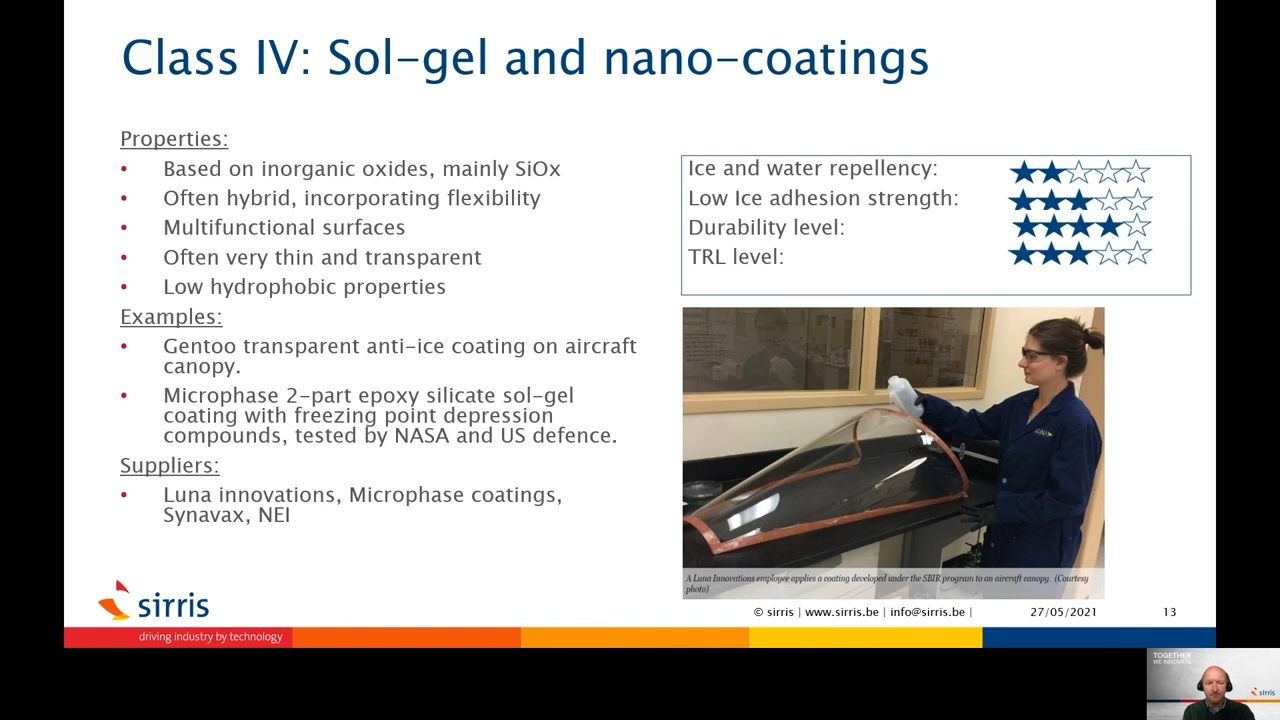 Class IV: Sol-gel and nano-coatings
Properties:
• Based on inorganic oxides, mainly SiOx
• Often hybrid, incorporating flexibility
• Multifunctional surfaces
• Often very thin and transparent
• Low hydrophobic properties
Examples:
• Gentoo transparent anti-ice coating on aircraft
canopy.
• Microphase 2-part epoxy silicate sol-gel
coating with freezing point depression
compounds, tested by NASA and US defence.
Suppliers:
• Luna innovations, Microphase coatings,
Synavax, NEI
Ice and water repellency:
Low Ice adhesion strength:
Durability level:
TRL level:
LUNA
A Luna Innovations employee applies a coating developed under the SBIR program to an aircraft canopy. (Courtesy
photo)
sirris
driving industry by technology
© sirris | www.sirris.be | info@sirris.be |
27/05/2021
13
TOGETHER
WE INNOVATE
sirris